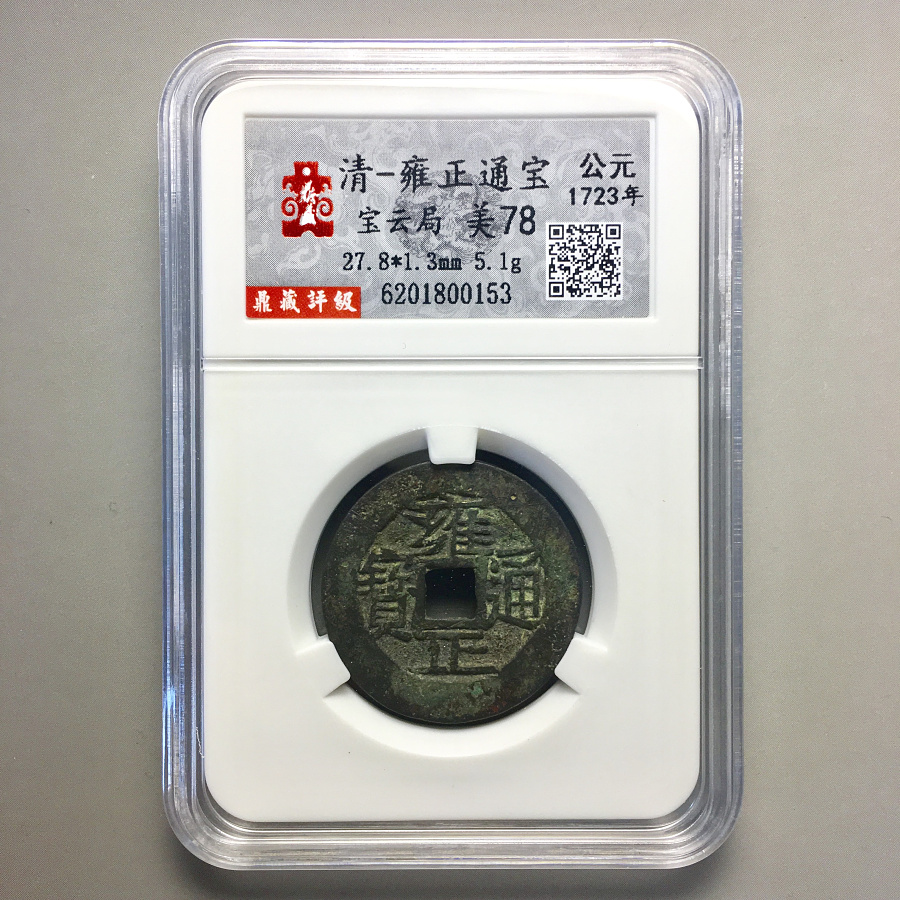 清-雍正通宝
公元
1723年
宝云局 美78
27.8*1.3mm 5.1g
鼎藏評級
6201800153
雍正通寶